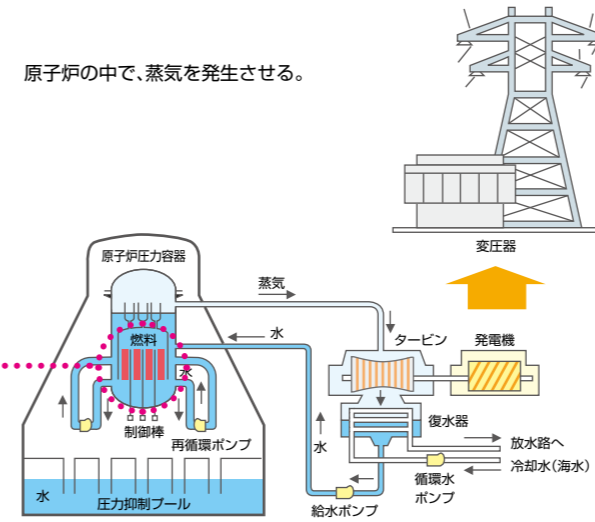 原子炉の中で、蒸気を発生させる。
変圧器
原子炉圧力容器
蒸気
燃料
水
タービン
発電機
水
制御棒
再循環ポンプ
水
復水器
放水路へ
冷却水(海水)
循環水
ポンプ
水
圧力抑制プール
給水ポンプ